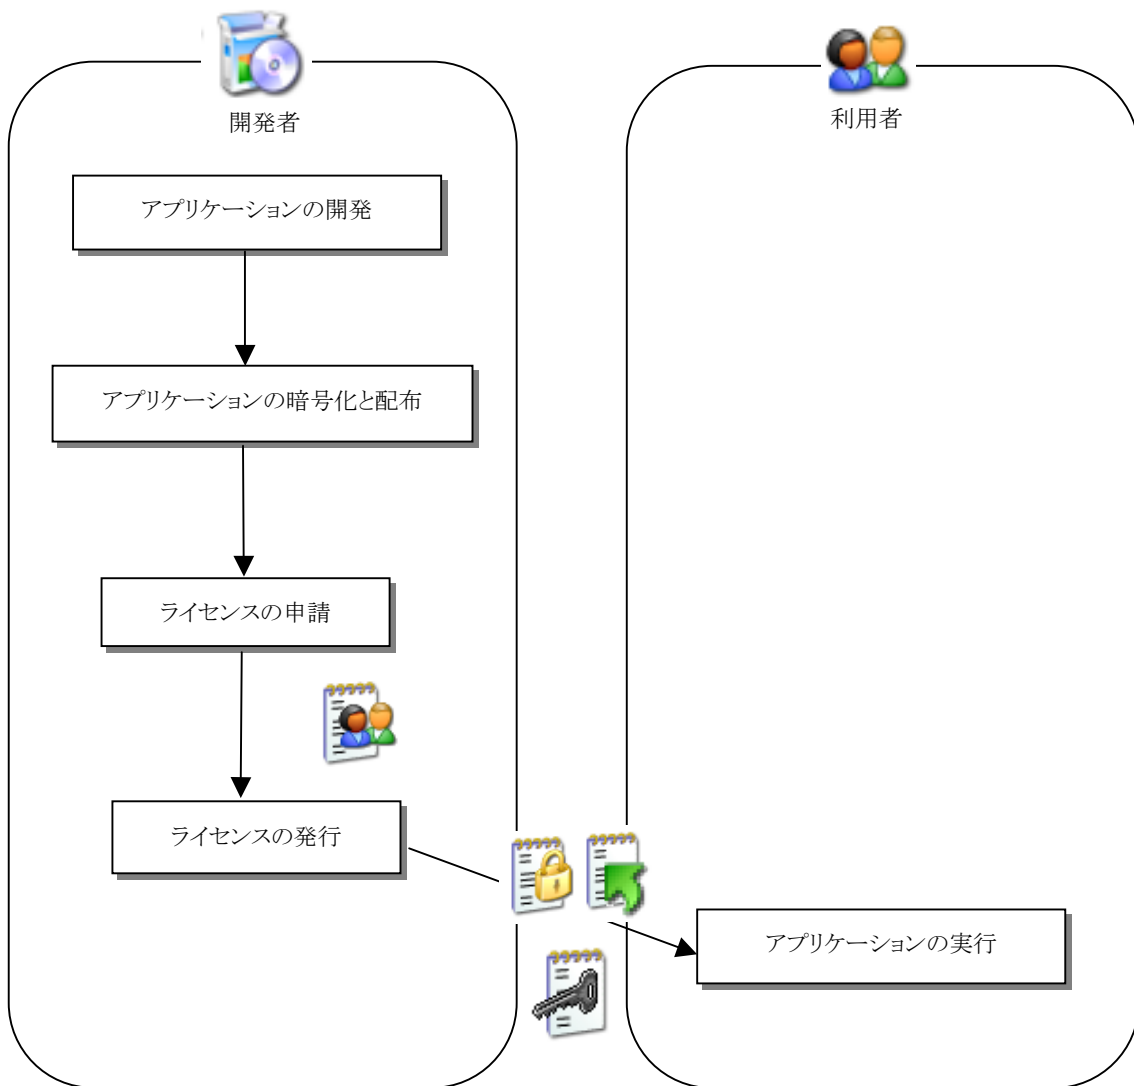 開発者
利用者
アプリケーションの開発
アプリケーションの暗号化と配布
ライセンスの申請
ライセンスの発行
アプリケーションの実行